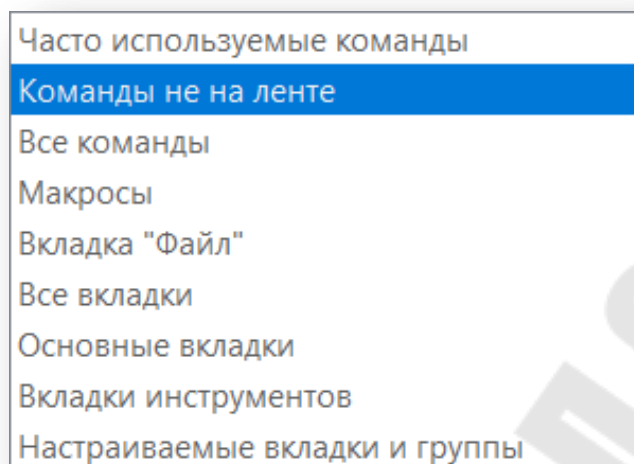 Часто используемые команды
Команды не на ленте
Все команды
Макросы
Вкладка "Файл"
Все вкладки
Основные вкладки
Вкладки инструментов
Настраиваемые вкладки и группы